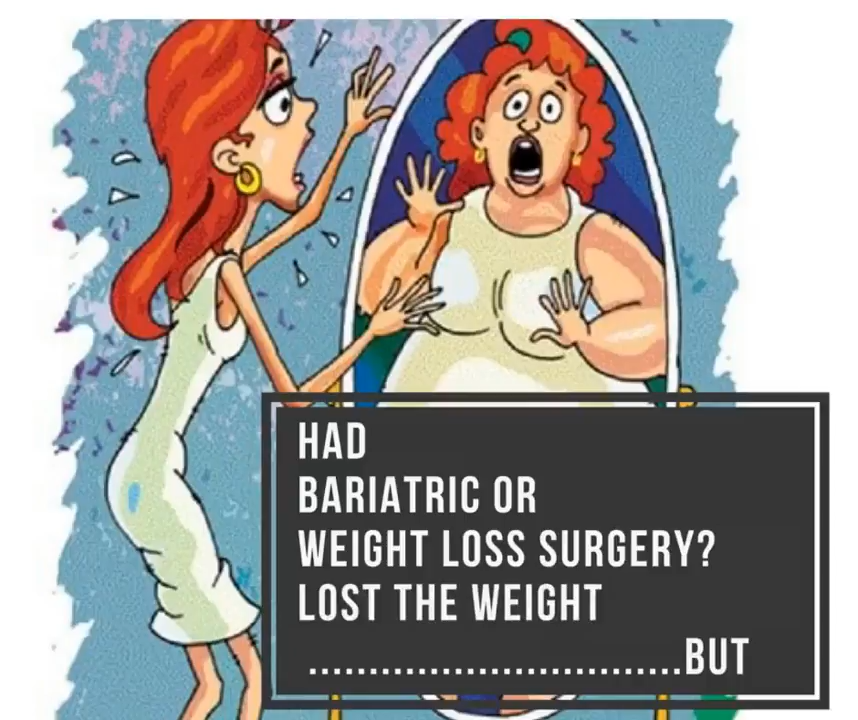 HAD
BARIATRIC OR
WEIGHT LOSS SURGERY?
LOST THE WEIGHT
...............................BUT